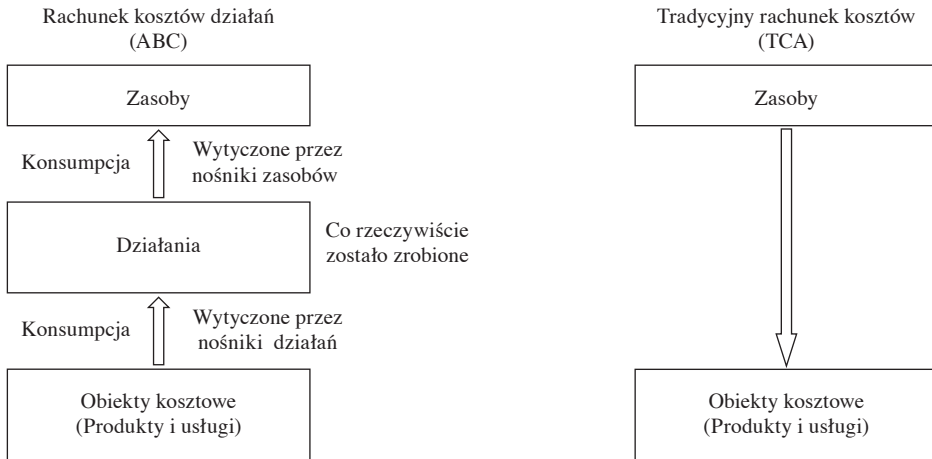 Rachunek kosztów działań
(ABC)
Zasoby
Konsumpcja
Wytyczone przez
nośniki zasobów
Działania
Co rzeczywiście
zostało zrobione
Konsumpcja
Wytyczone przez
nośniki działań
Obiekty kosztowe
(Produkty i usługi)
Tradycyjny rachunek kosztów
(TCA)
Zasoby
Obiekty kosztowe
(Produkty i usługi)